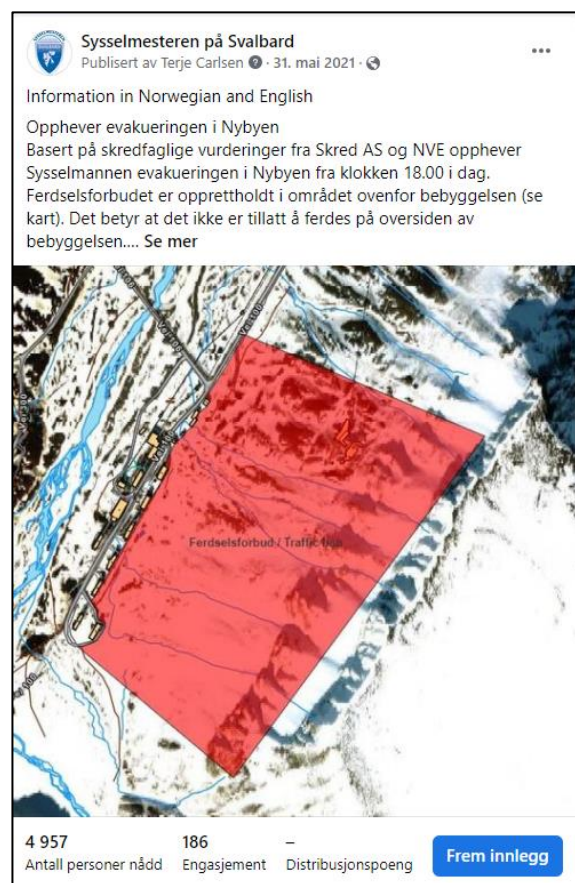 Sysselmesteren på Svalbard
Publisert av Terje Carlsen · 31. mai 2021 ·
Information in Norwegian and English
Opphever evakueringen i Nybyen
Basert på skredfaglige vurderinger fra Skred AS og NVE opphever
Sysselmannen evakueringen i Nybyen fra klokken 18.00 i dag.
Ferdselsforbudet er opprettholdt i området ovenfor bebyggelsen (se
kart). Det betyr at det ikke er tillatt å ferdes på oversiden av
bebyggelsen.... Se mer
Ferdselsforbud / Traffic
4 957
Antall personer nådd
186
Engasjement
–
Distribusjonspoeng
Frem innlegg